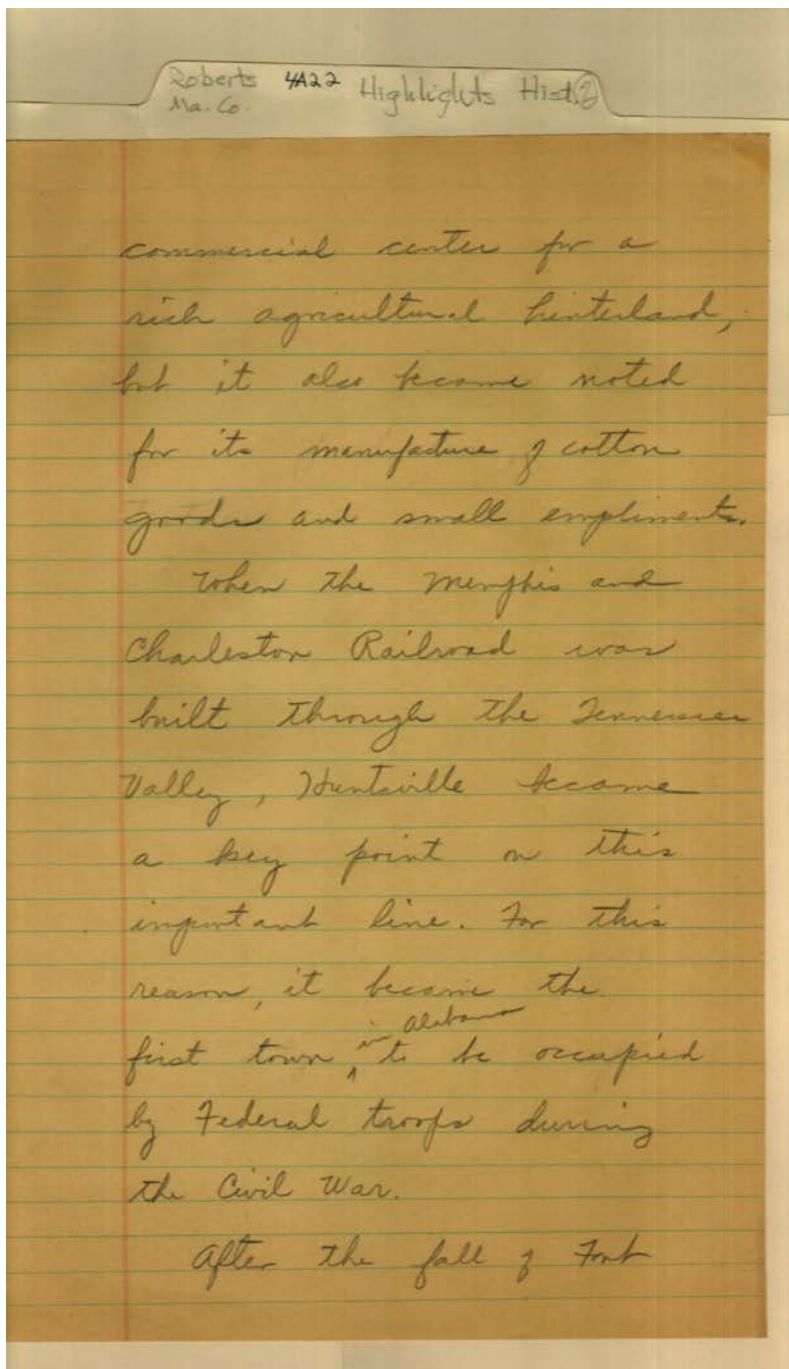 Roberts 4A22 Highlights Hist. 2
Ma. Co.
commercial center for a
rich agricultural hinterland,
but it also became noted
for its manufacture of cotton
goods and small empliments.
When the Memphis and
Charleston Railroad was
built through the Tennessee
Valley, Huntsville became
a key point on this
important line. For this
reason, it became the
in Alabama
first town to be occupied
by Federal troops during
the Civil War.
After the fall of Fort